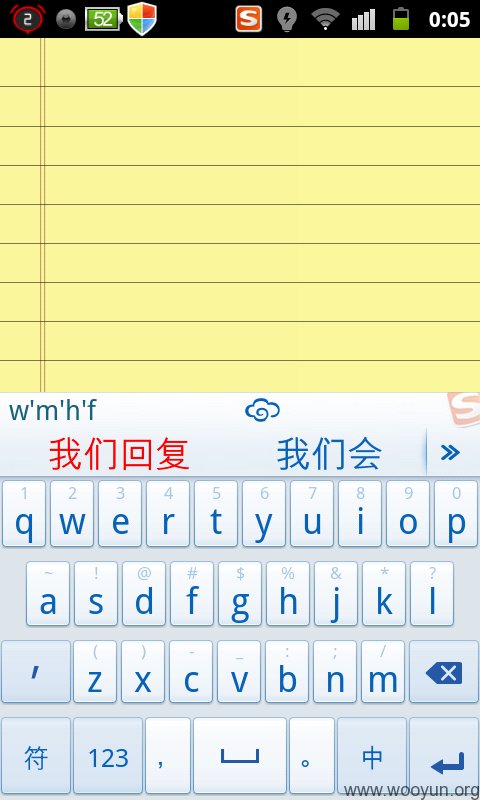 2 52 S 0:05
w'm'h'f S
我们回复 我们会 »
1 2 3 4 5 6 7 8 9 0
q w e r t y u i o p
~ ! @ # $ % & * ?
a s d f g h j k l
( ) - _ : ; /
' z x c v b n m
符 123 , 。 中
www.wooyun.org